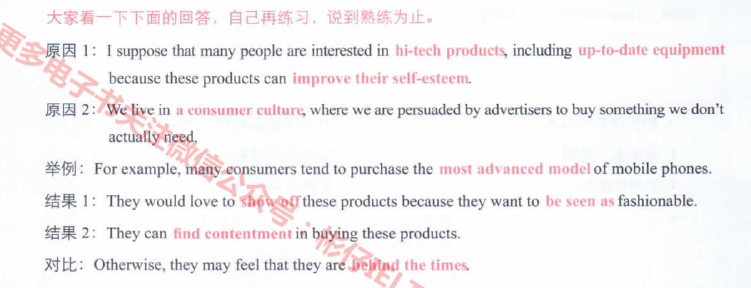 大家看一下下面的回答，自己再练习，说到熟练为止。
原因 1：I suppose that many people are interested in hi-tech products, including up-to-date equipment
because these products can improve their self-esteem.
原因 2：We live in a consumer culture, where we are persuaded by advertisers to buy something we don't
actually need.
举例：For example, many consumers tend to purchase the most advanced model of mobile phones.
结果 1：They would love to show off these products because they want to be seen as fashionable.
结果 2：They can find contentment in buying these products.
对比：Otherwise, they may feel that they are behind the times.
更多电子书关注微信公众号：彬仔IELT